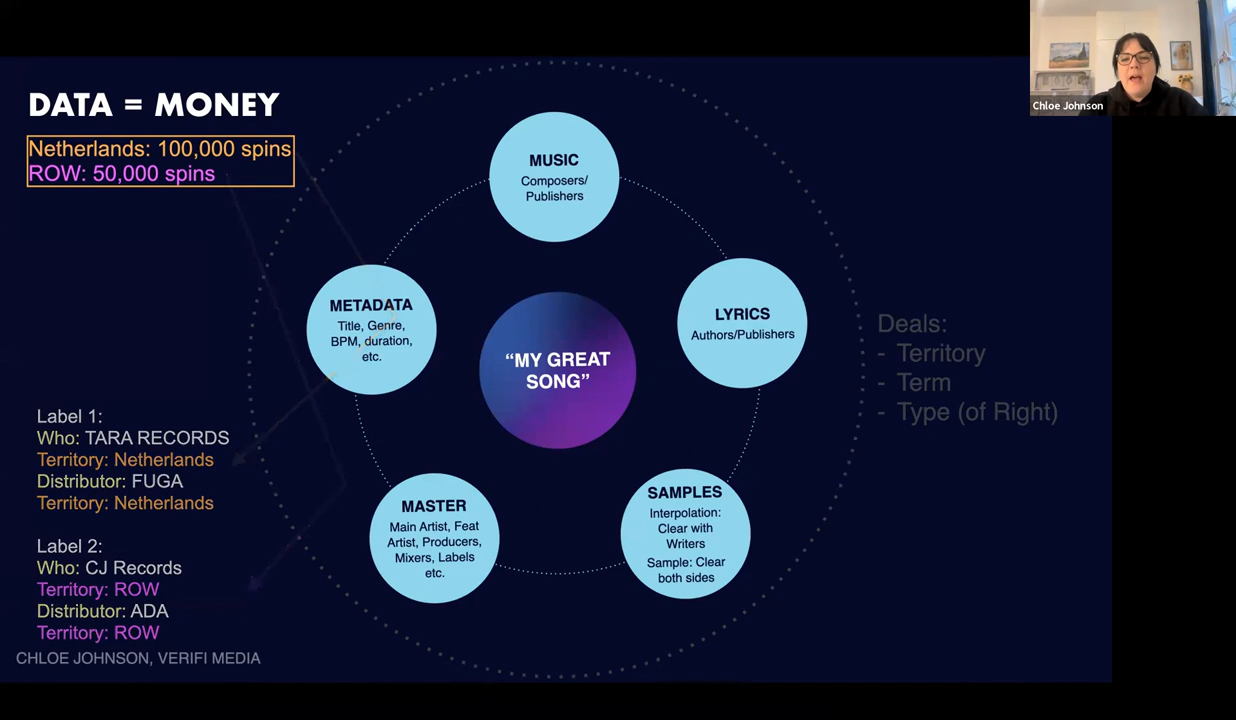 Chloe Johnson
DATA = MONEY
Netherlands: 100,000 spins
ROW: 50,000 spins
MUSIC
Composers/
Publishers
METADATA
Title, Genre,
BPM, duration,
etc.
LYRICS
Authors/Publishers
"MY GREAT
SONG"
Deals:
- Territory
- Term
- Type (of Right)
Label 1:
Who: TARA RECORDS
Territory: Netherlands
Distributor: FUGA
Territory: Netherlands
MASTER
Main Artist, Feat
Artist, Producers,
Mixers, Labels
etc.
SAMPLES
Interpolation:
Clear with
Writers
Sample: Clear
both sides
Label 2:
Who: CJ Records
Territory: ROW
Distributor: ADA
Territory: ROW
CHLOE JOHNSON, VERIFI MEDIA